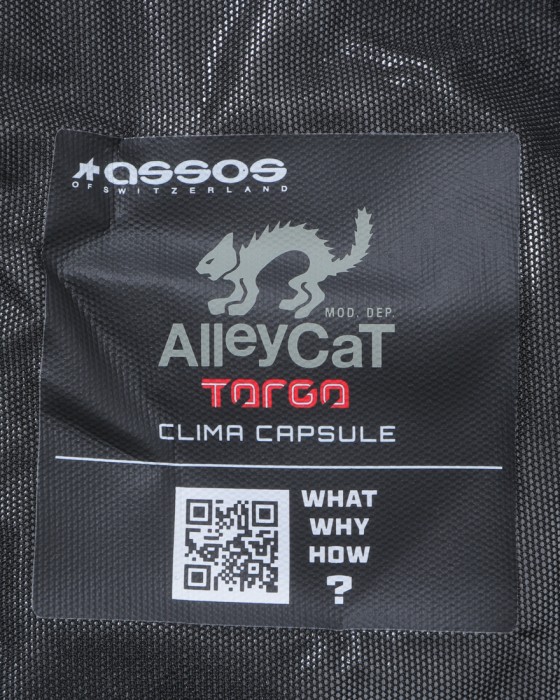 assos
OF SWITZERLAND
MOD. DEP.
AlleyCaT
TARGA
CLIMA CAPSULE
WHAT
WHY
HOW
?